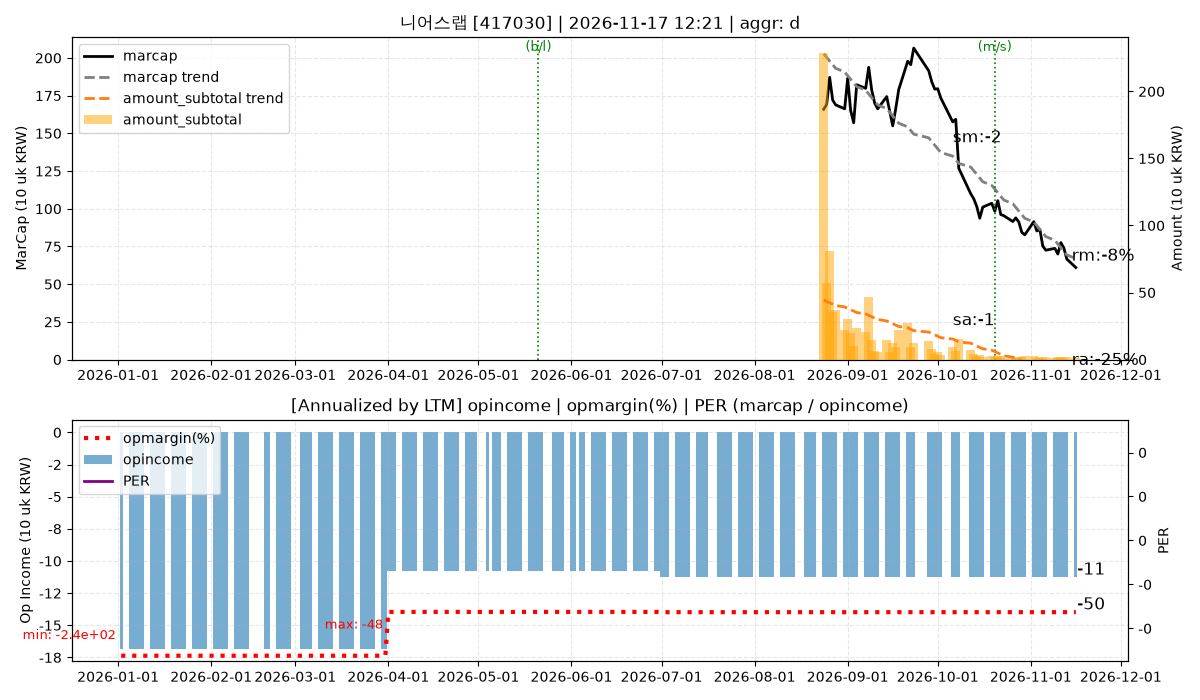 니어스랩 [417030] | 2026-11-17 12:21 | aggr: d
(b/l)
(m/s)
marcap
marcap trend
amount_subtotal trend
amount_subtotal
200
175
150
125
100
75
50
25
0
MarCap (10 uk KRW)
200
150
100
50
0
Amount (10 uk KRW)
sm:-2
rm:-8%
sa:-1
ra:-25%
2026-01-01 2026-02-01 2026-03-01 2026-04-01 2026-05-01 2026-06-01 2026-07-01 2026-08-01 2026-09-01 2026-10-01 2026-11-01 2026-12-01
[Annualized by LTM] opincome | opmargin(%) | PER (marcap / opincome)
opmargin(%)
opincome
PER
0
-2
-5
-8
-10
-12
-15
-18
Op Income (10 uk KRW)
0
0
0
-0
-0
PER
-11
-50
max: -48
min: -2.4e+02
2026-01-01 2026-02-01 2026-03-01 2026-04-01 2026-05-01 2026-06-01 2026-07-01 2026-08-01 2026-09-01 2026-10-01 2026-11-01 2026-12-01